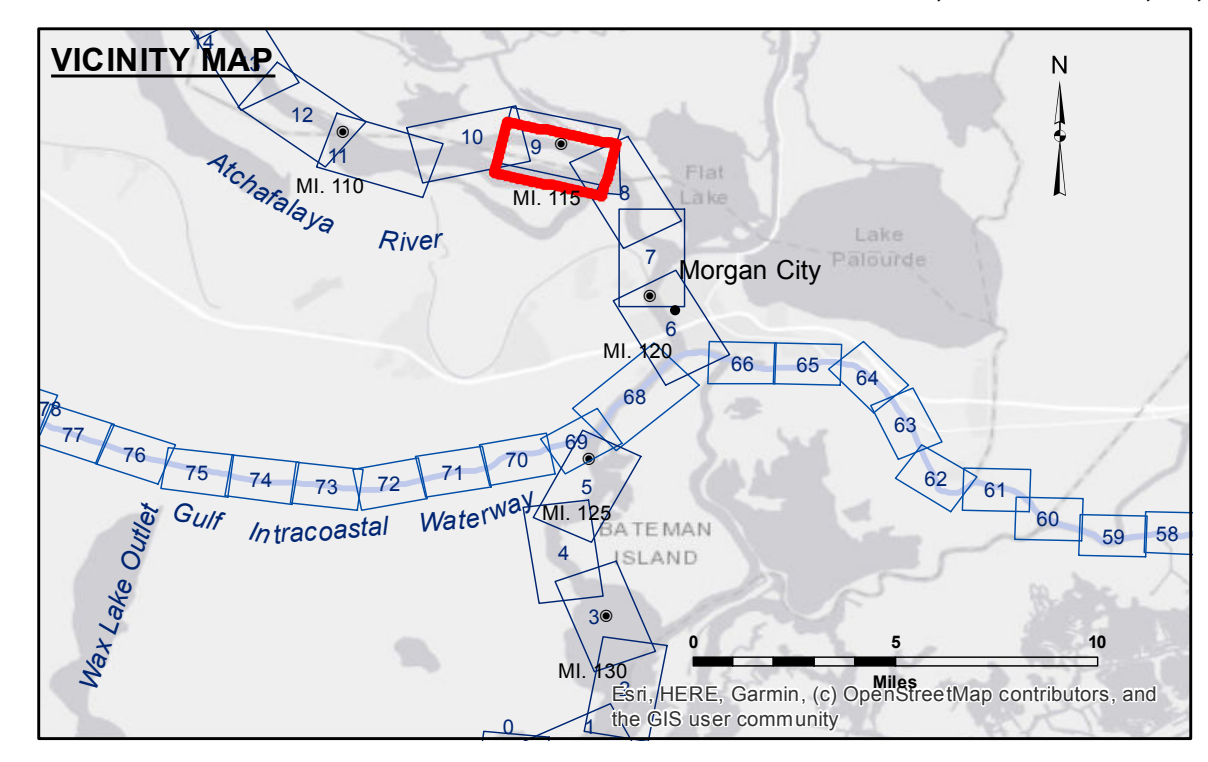 VICINITY MAP
14
13
12
11
10
9
8
MI. 110
MI. 115
N
Atchafalaya
River
Flat
Lake
Lake
Palourde
7
Morgan City
6
MI. 120
66
65
64
63
62
61
60
59
58
68
69
70
71
72
73
74
75
76
77
78
Gulf Intracoastal Waterway
Wax Lake Outlet
5
MI. 125
BATEMAN
ISLAND
4
3
MI. 130
2
1
0
0 5 10
Miles
Esri, HERE, Garmin, (c) OpenStreetMap contributors, and
the GIS user community